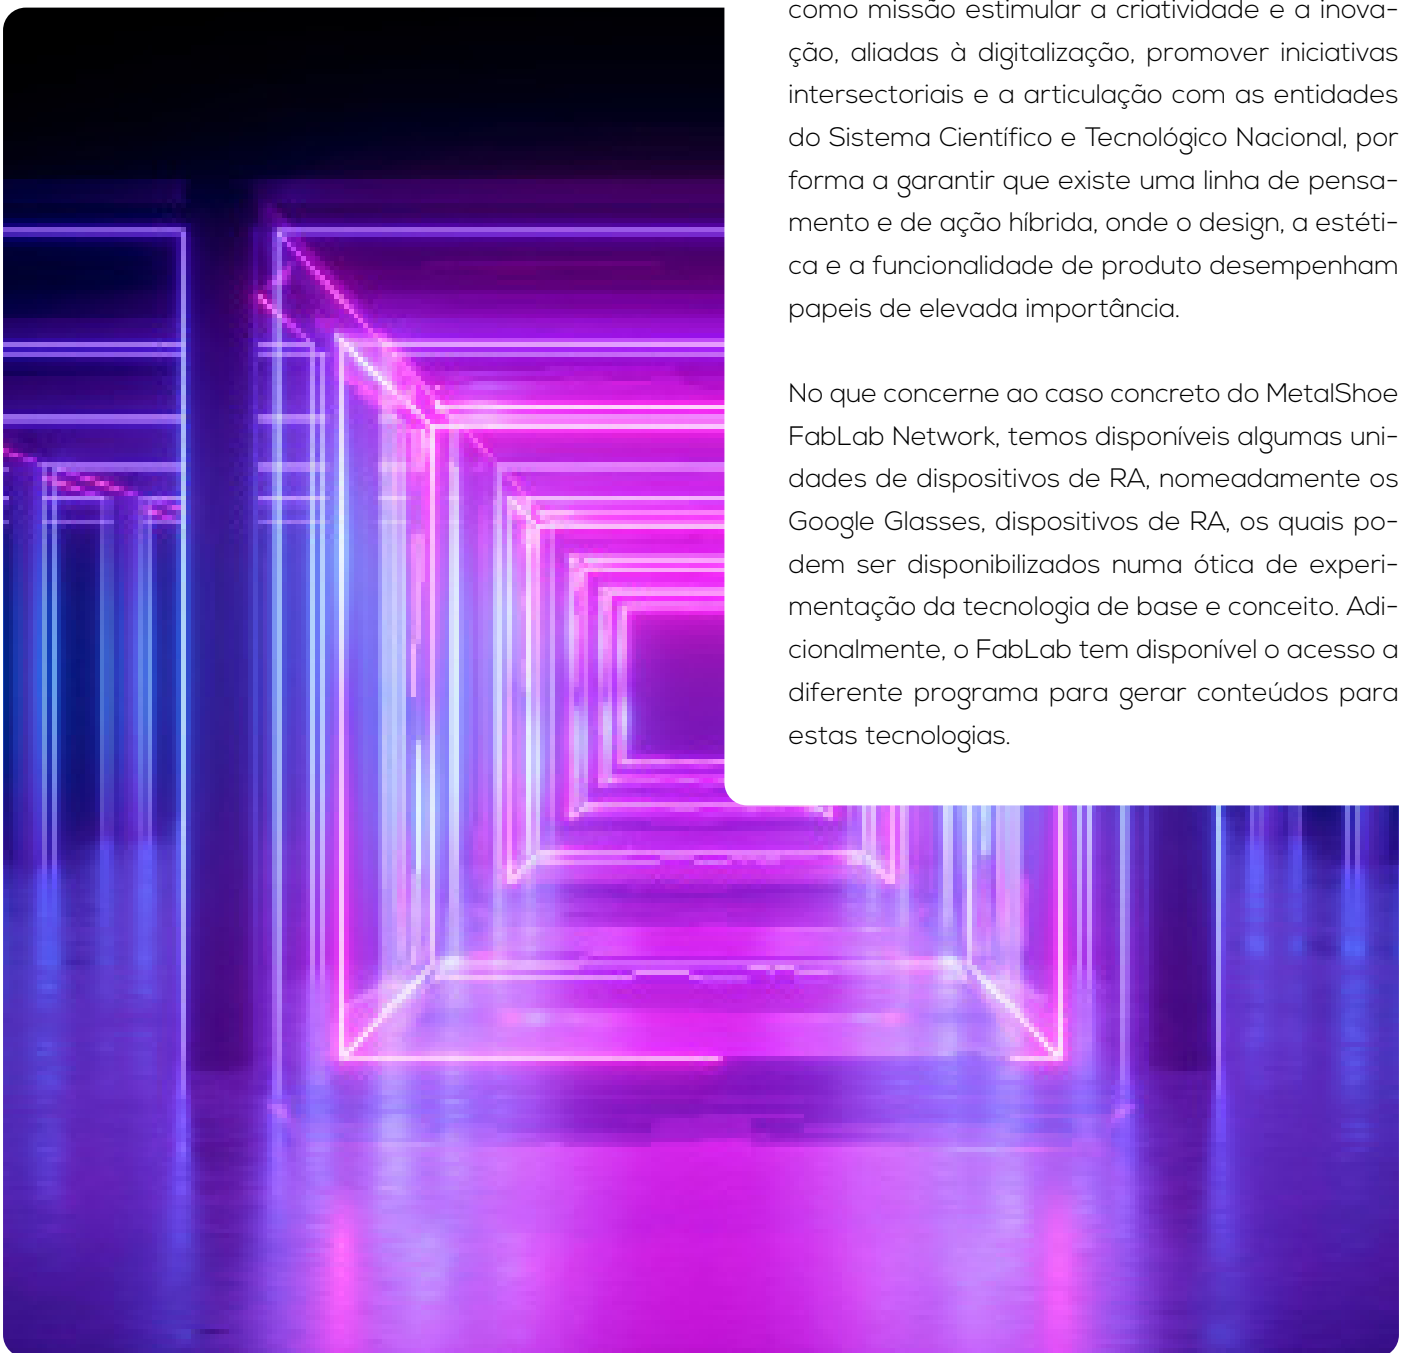 como missão estimular a criatividade e a inova-
ção, aliadas à digitalização, promover iniciativas
intersectoriais e a articulação com as entidades
do Sistema Científico e Tecnológico Nacional, por
forma a garantir que existe uma linha de pensa-
mento e de ação híbrida, onde o design, a estéti-
ca e a funcionalidade de produto desempenham
papeis de elevada importância.
No que concerne ao caso concreto do MetalShoe
FabLab Network, temos disponíveis algumas uni-
dades de dispositivos de RA, nomeadamente os
Google Glasses, dispositivos de RA, os quais po-
dem ser disponibilizados numa ótica de experi-
mentação da tecnologia de base e conceito. Adi-
cionalmente, o FabLab tem disponível o acesso a
diferente programa para gerar conteúdos para
estas tecnologias.